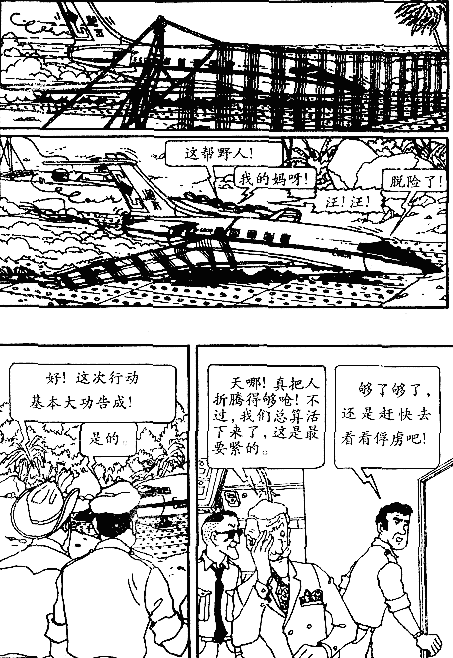 这帮野人！
我的妈呀！
汪！汪！
脱险了！
好！这次行动
基本大功告成！
是的。
天哪！真把人
折腾得够呛！不
过，我们总算活
下来了，这是最
要紧的。
够了够了，
还是赶快去
看看俘虏吧！